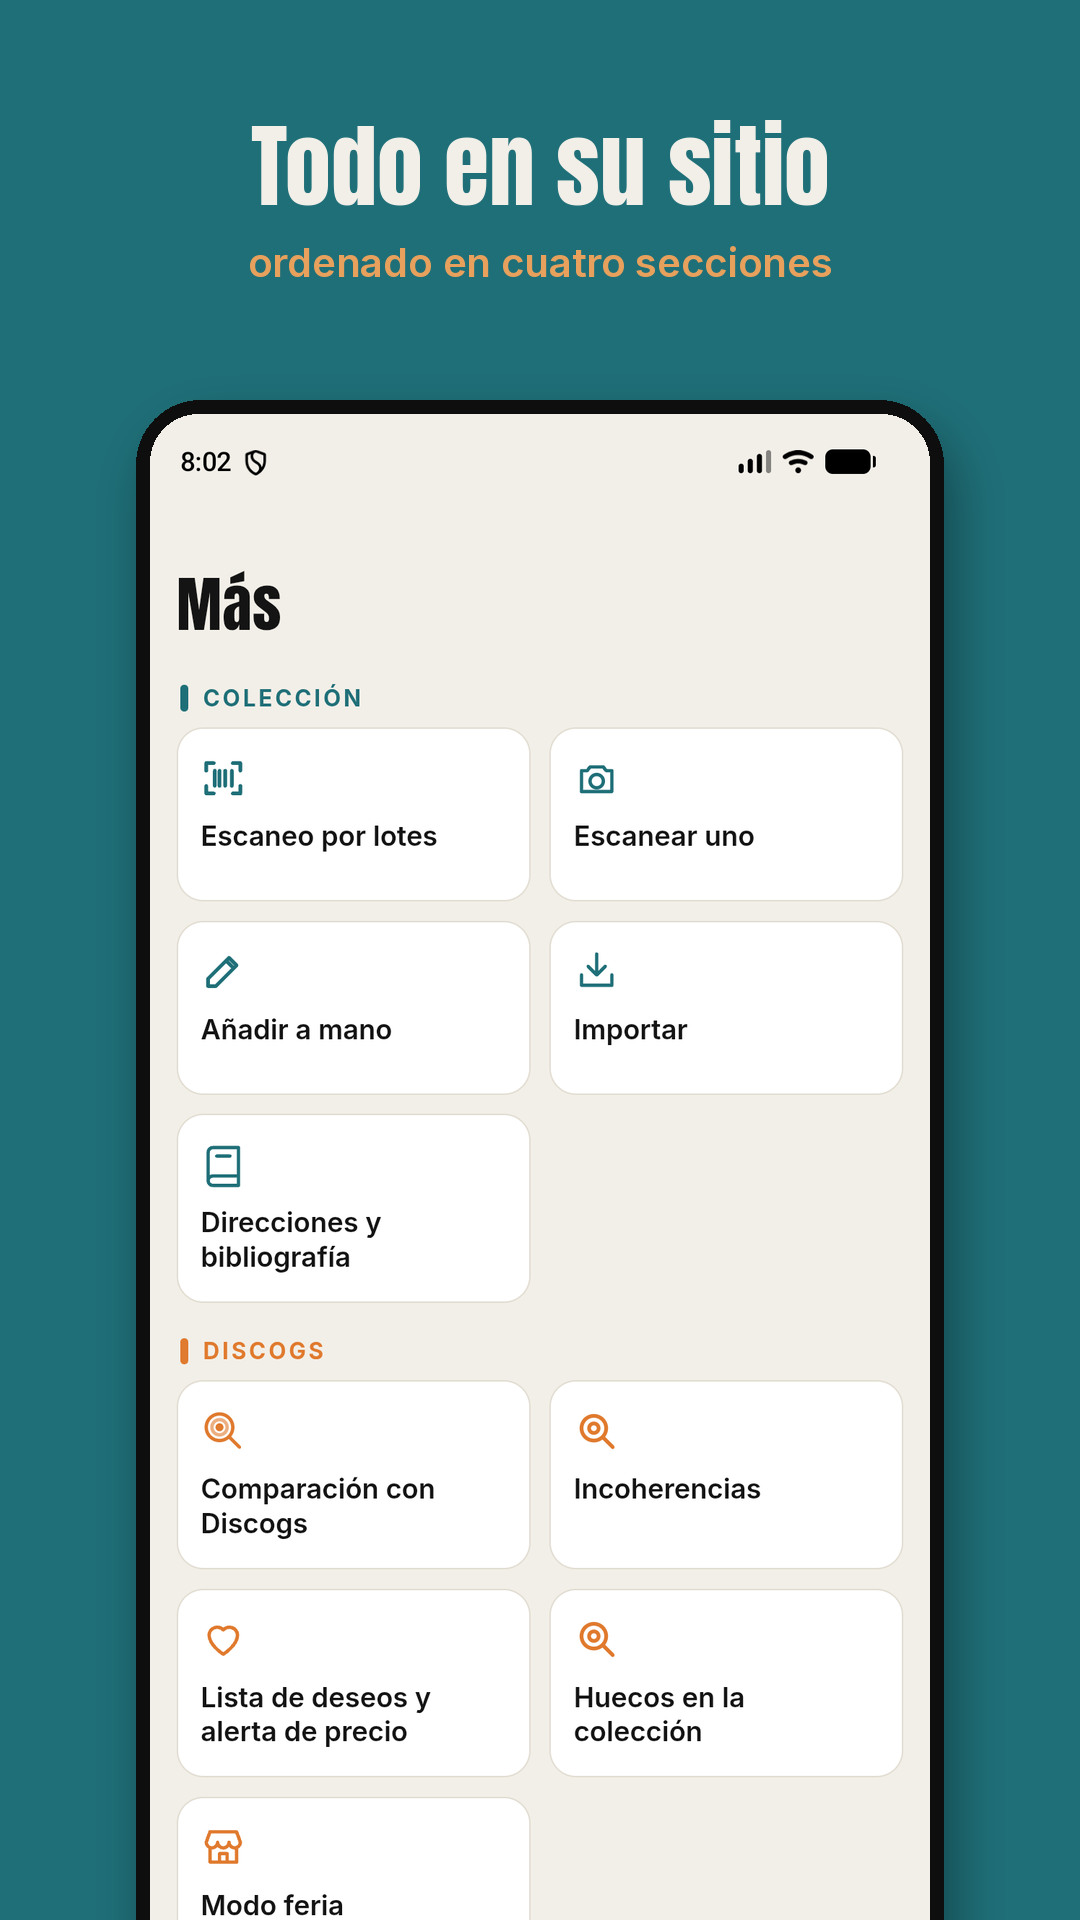 Todo en su sitio
ordenado en cuatro secciones
8:02
Más
COLECCIÓN
Escaneo por lotes
Escanear uno
Añadir a mano
Importar
Direcciones y
bibliografía
DISCOGS
Comparación con
Discogs
Incoherencias
Lista de deseos y
alerta de precio
Huecos en la
colección
Modo feria